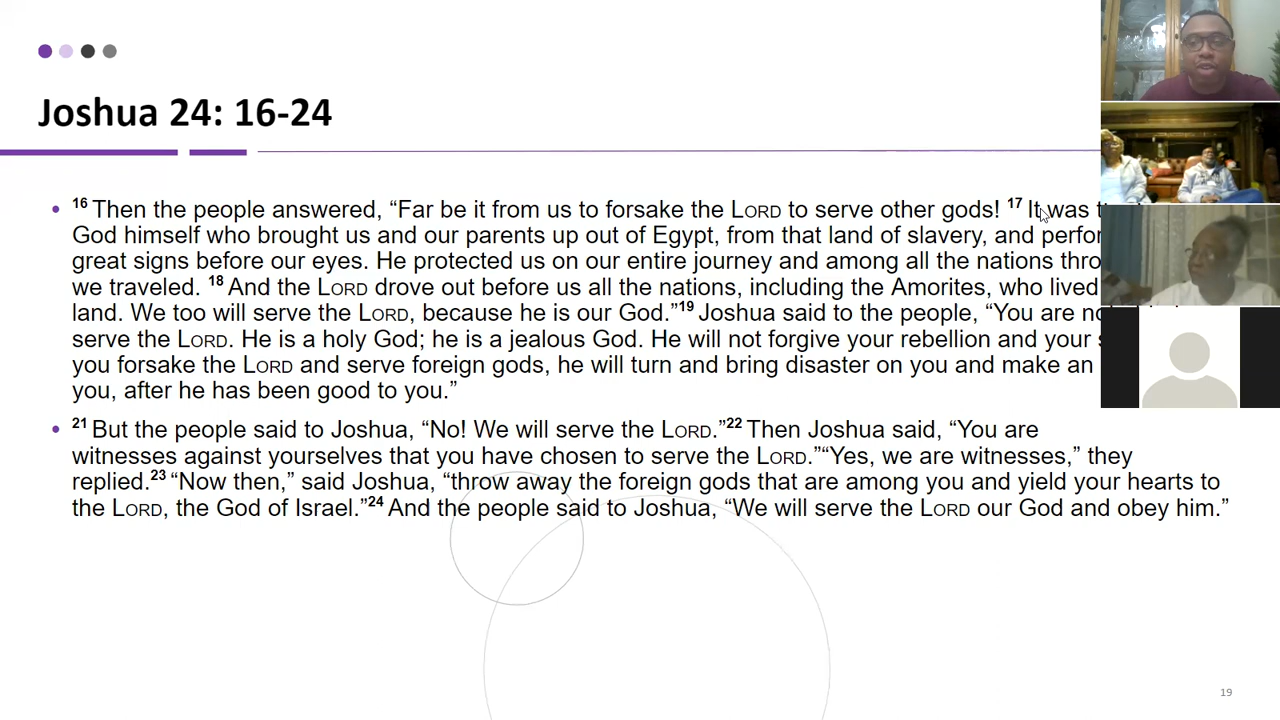 Joshua 24: 16-24
• 16 Then the people answered, “Far be it from us to forsake the LORD to serve other gods! 17 It was
God himself who brought us and our parents up out of Egypt, from that land of slavery, and
great signs before our eyes. He protected us on our entire journey and among all the nations
we traveled. 18 And the LORD drove out before us all the nations, including the Amorites, who lived
land. We too will serve the LORD, because he is our God.”19 Joshua said to the people, “You are
serve the LORD. He is a holy God; he is a jealous God. He will not forgive your rebellion and your
you forsake the LORD and serve foreign gods, he will turn and bring disaster on you and make an
you, after he has been good to you.”
• 21 But the people said to Joshua, “No! We will serve the LORD.”22 Then Joshua said, “You are
witnesses against yourselves that you have chosen to serve the LORD.”“Yes, we are witnesses,” they
replied.23 “Now then,” said Joshua, “throw away the foreign gods that are among you and yield your hearts to
the LORD, the God of Israel.”24 And the people said to Joshua, “We will serve the LORD our God and obey him.”
19